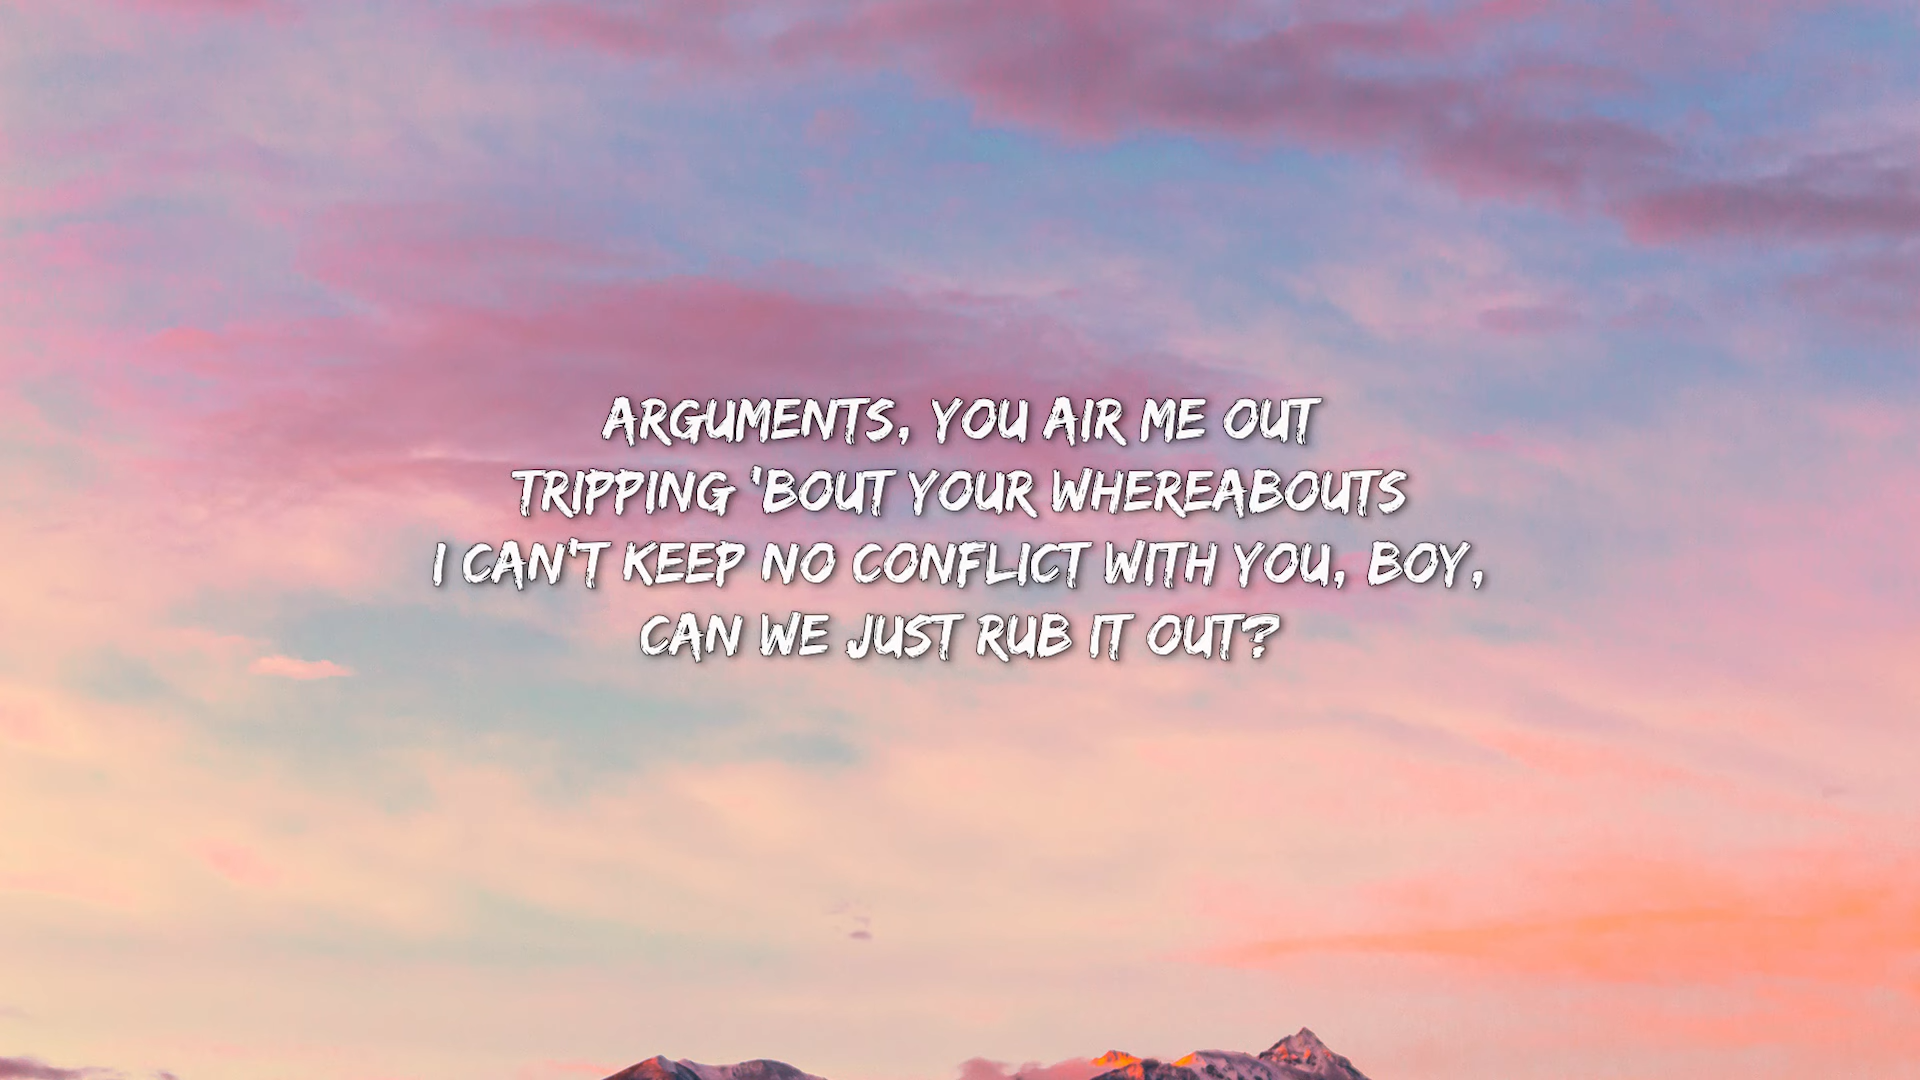 ARGUMENTS, YOU AIR ME OUT
TRIPPING 'BOUT YOUR WHEREABOUTS
I CAN'T KEEP NO CONFLICT WITH YOU, BOY,
CAN WE JUST RUB IT OUT?